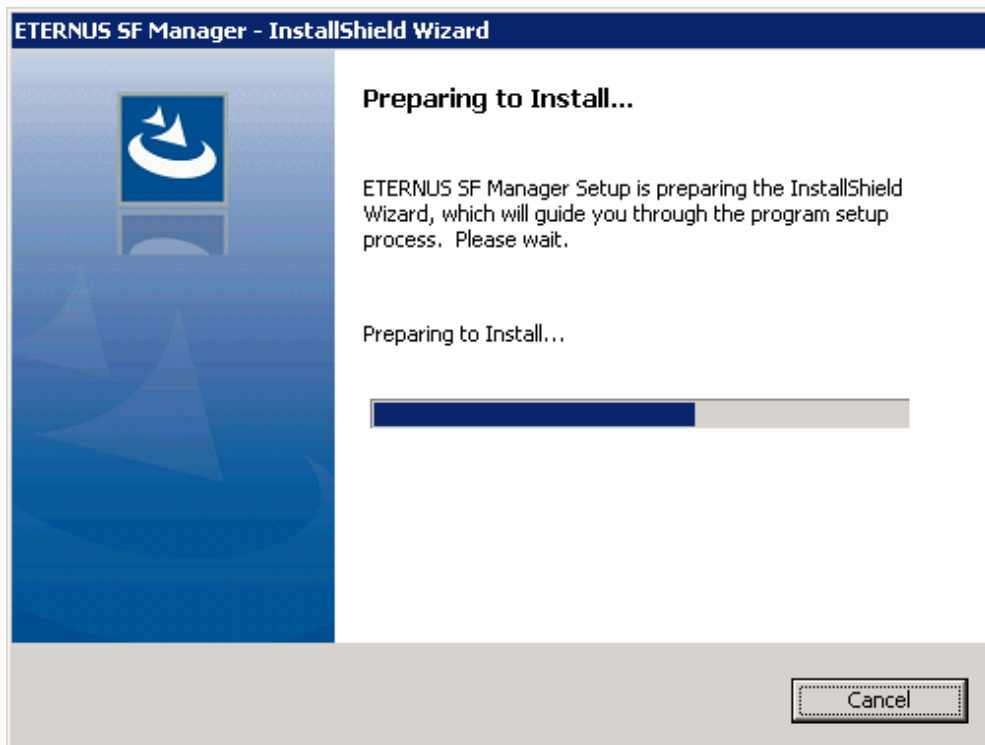 ETERNUS SF Manager - InstallShield Wizard
Preparing to Install...
ETERNUS SF Manager Setup is preparing the InstallShield
Wizard, which will guide you through the program setup
process.  Please wait.
Preparing to Install...
Cancel